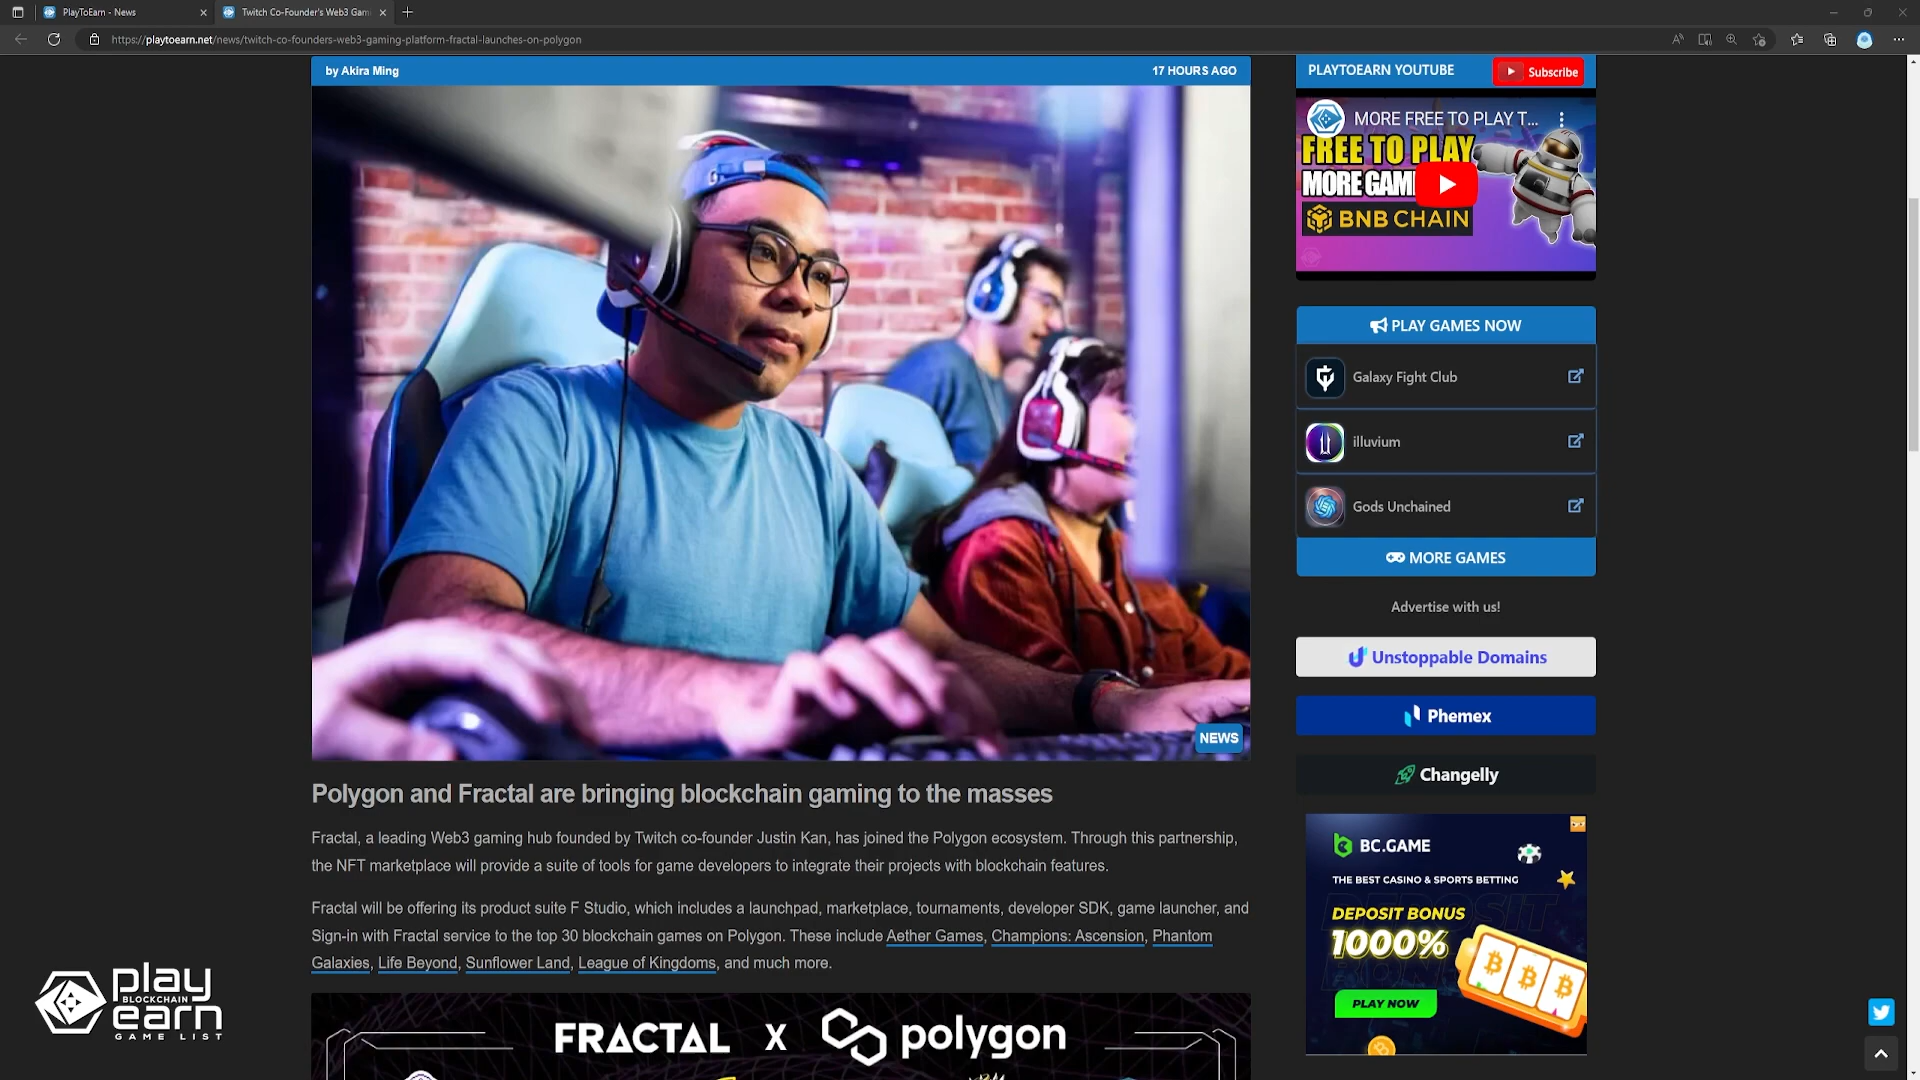 PlayToEarn - News
Twitch Co-Founder's Web3 Gam
https://playtoearn.net/news/twitch-co-founders-web3-gaming-platform-fractal-launches-on-polygon
by Akira Ming
17 HOURS AGO
NEWS
Polygon and Fractal are bringing blockchain gaming to the masses
Fractal, a leading Web3 gaming hub founded by Twitch co-founder Justin Kan, has joined the Polygon ecosystem. Through this partnership,
the NFT marketplace will provide a suite of tools for game developers to integrate their projects with blockchain features.
Fractal will be offering its product suite F Studio, which includes a launchpad, marketplace, tournaments, developer SDK, game launcher, and
Sign-in with Fractal service to the top 30 blockchain games on Polygon. These include Aether Games, Champions: Ascension, Phantom
Galaxies, Life Beyond, Sunflower Land, League of Kingdoms, and much more.
FRACTAL X polygon
PLAYTOEARN YOUTUBE
Subscribe
MORE FREE TO PLAY T...
FREE TO PLAY
MORE GAM
BNB CHAIN
PLAY GAMES NOW
Galaxy Fight Club
illuvium
Gods Unchained
MORE GAMES
Advertise with us!
Unstoppable Domains
Phemex
Changelly
BC.GAME
THE BEST CASINO & SPORTS BETTING
DEPOSIT BONUS
1000%
PLAY NOW
play
BLOCKCHAIN
earn
GAME LIST